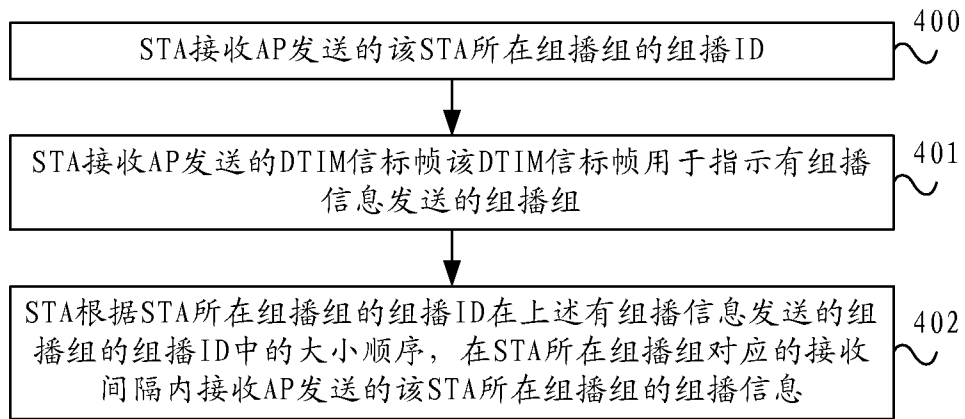 STA接收AP发送的该STA所在组播组的组播ID
400
STA接收AP发送的DTIM信标帧该DTIM信标帧用于指示有组播
信息发送的组播组
401
STA根据STA所在组播组的组播ID在上述有组播信息发送的组
播组的组播ID中的大小顺序，在STA所在组播组对应的接收
间隔内接收AP发送的该STA所在组播组的组播信息
402